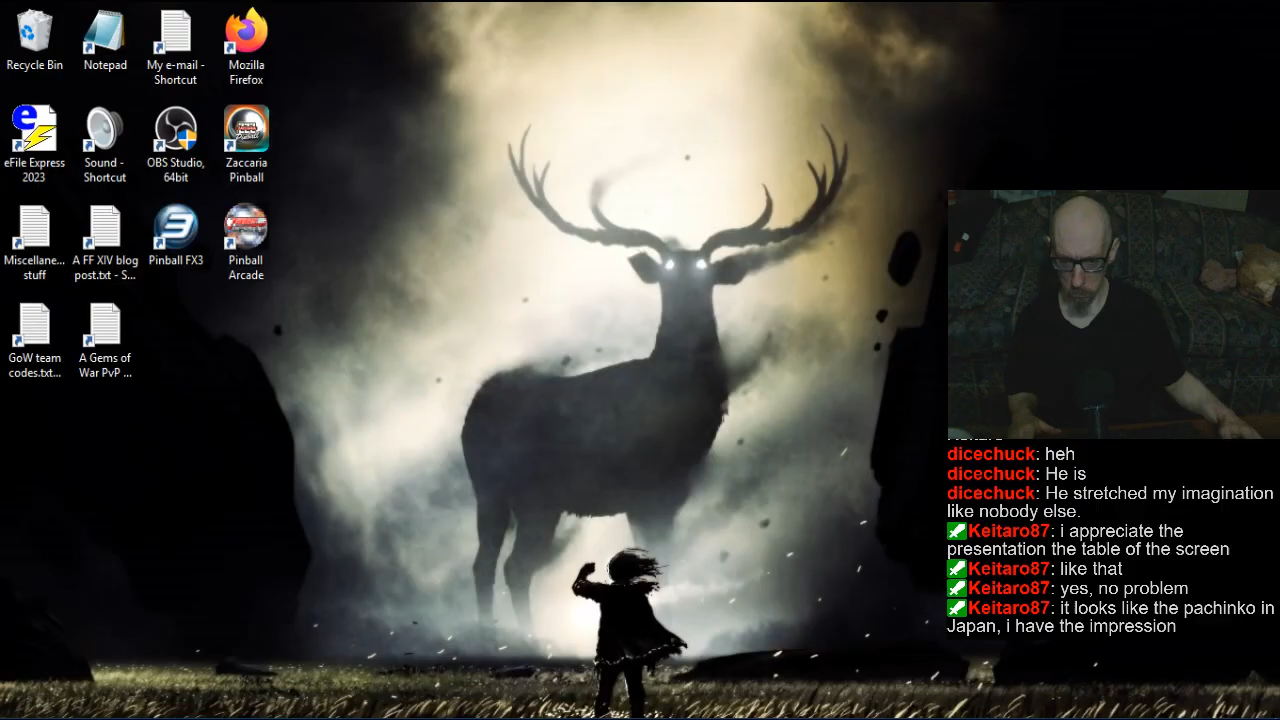 Recycle Bin
Notepad
My e-mail -
Shortcut
Mozilla
Firefox
eFile Express
2023
Sound -
Shortcut
OBS Studio,
64bit
Zaccaria
Pinball
Miscellane...
stuff
A FF XIV blog
post.txt - S...
Pinball FX3
Pinball
Arcade
GoW team
codes.txt...
A Gems of
War PvP ...
dicechuck: heh
dicechuck: He is
dicechuck: He stretched my imagination
like nobody else.
Keitaro87: i appreciate the
presentation the table of the screen
Keitaro87: like that
Keitaro87: yes, no problem
Keitaro87: it looks like the pachinko in
Japan, i have the impression